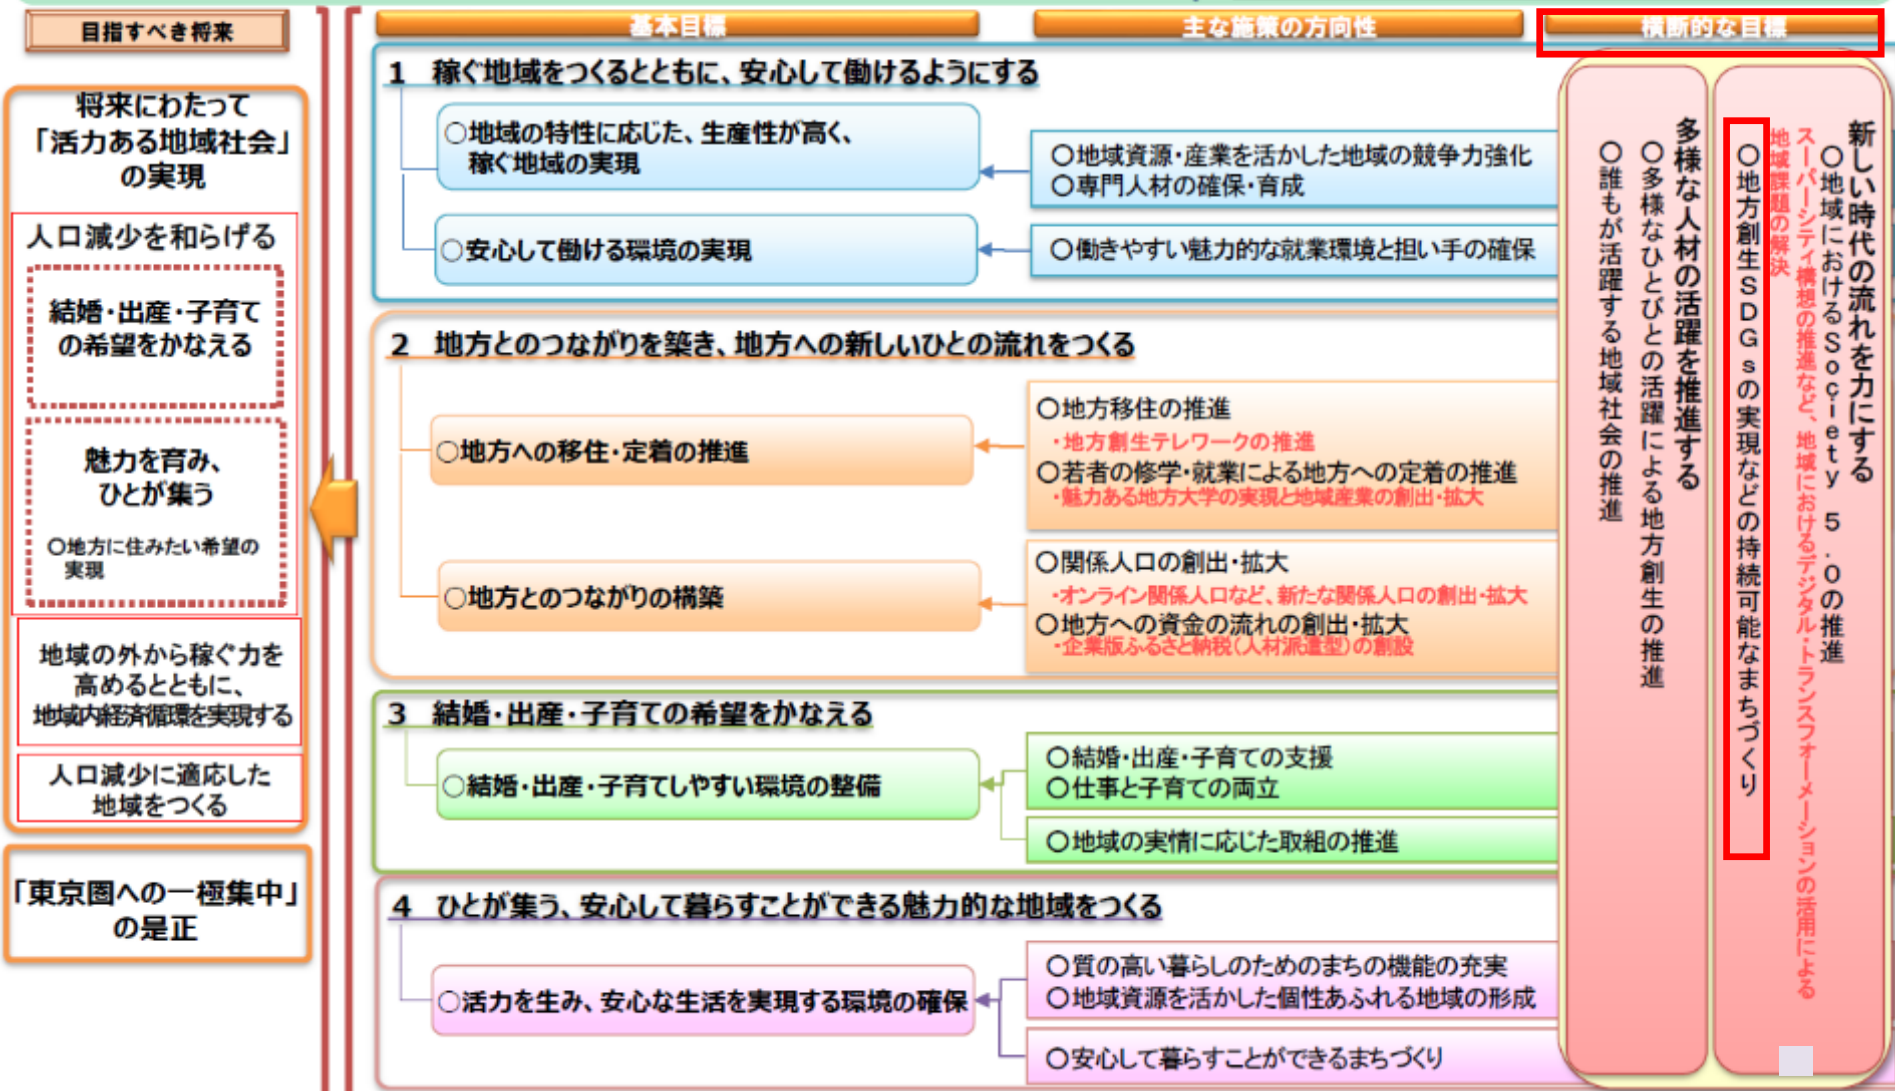 目指すべき将来
将来にわたって
「活力ある地域社会」
の実現
人口減少を和らげる
結婚・出産・子育て
の希望をかなえる
魅力を育み、
ひとが集う
○地方に住みたい希望の
実現
地域の外から稼ぐ力を
高めるとともに、
地域内経済循環を実現する
人口減少に適応した
地域をつくる
「東京圏への一極集中」
の是正
基本目標
主な施策の方向性
横断的な目標
1 稼ぐ地域をつくるとともに、安心して働けるようにする
○地域の特性に応じた、生産性が高く、
稼ぐ地域の実現
○地域資源・産業を活かした地域の競争力強化
○専門人材の確保・育成
○安心して働ける環境の実現
○働きやすい魅力的な就業環境と担い手の確保
2 地方とのつながりを築き、地方への新しいひとの流れをつくる
○地方への移住・定着の推進
○地方移住の推進
・地方創生テレワークの推進
○若者の修学・就業による地方への定着の推進
・魅力ある地方大学の実現と地域産業の創出・拡大
○地方とのつながりの構築
○関係人口の創出・拡大
・オンライン関係人口など、新たな関係人口の創出・拡大
○地方への資金の流れの創出・拡大
・企業版ふるさと納税(人材派遣型)の創設
3 結婚・出産・子育ての希望をかなえる
○結婚・出産・子育てしやすい環境の整備
○結婚・出産・子育ての支援
○仕事と子育ての両立
○地域の実情に応じた取組の推進
4 ひとが集う、安心して暮らすことができる魅力的な地域をつくる
○活力を生み、安心な生活を実現する環境の確保
○質の高い暮らしのためのまちの機能の充実
○地域資源を活かした個性あふれる地域の形成
○安心して暮らすことができるまちづくり
新しい時代の流れを力にする
○地域におけるSociety 5.0の推進
スーパーシティ構想の推進など、地域におけるデジタル・トランスフォーメーションの活用による
地域課題の解決
○地方創生SDGsの実現などの持続可能なまちづくり
多様な人材の活躍を推進する
○多様なひとびとの活躍による地方創生の推進
○誰もが活躍する地域社会の推進